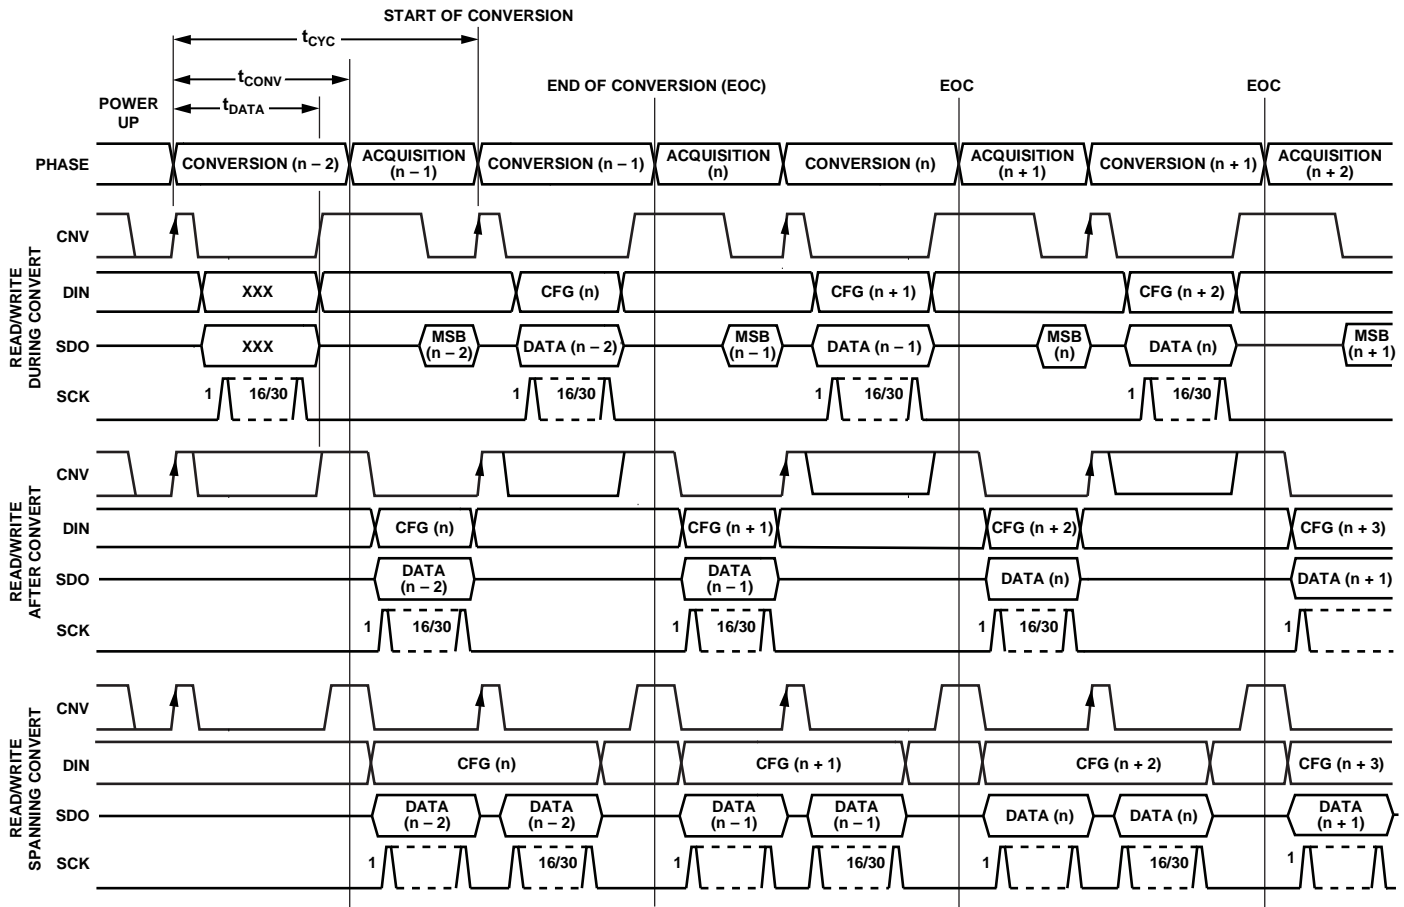 START OF CONVERSION
tCYC
tCONV
END OF CONVERSION (EOC)
EOC
EOC
POWER
UP
tDATA
PHASE
CONVERSION (n – 2)
ACQUISITION
(n – 1)
CONVERSION (n – 1)
ACQUISITION
(n)
CONVERSION (n)
ACQUISITION
(n + 1)
CONVERSION (n + 1)
ACQUISITION
(n + 2)
READ/WRITE
DURING CONVERT
CNV
DIN
XXX
CFG (n)
CFG (n + 1)
CFG (n + 2)
SDO
XXX
MSB
(n – 2)
DATA (n – 2)
MSB
(n – 1)
DATA (n – 1)
MSB
(n)
DATA (n)
MSB
(n + 1)
SCK
1
16/30
1
16/30
1
16/30
1
16/30
READ/WRITE
AFTER CONVERT
CNV
DIN
CFG (n)
CFG (n + 1)
CFG (n + 2)
CFG (n + 3)
SDO
DATA
(n – 2)
DATA
(n – 1)
DATA (n)
DATA (n + 1)
SCK
1
16/30
1
16/30
1
16/30
1
READ/WRITE
SPANNING CONVERT
CNV
DIN
CFG (n)
CFG (n + 1)
CFG (n + 2)
CFG (n + 3)
SDO
DATA
(n – 2)
DATA
(n – 2)
DATA
(n – 1)
DATA
(n – 1)
DATA (n)
DATA (n)
DATA
(n + 1)
SCK
1
16/30
1
16/30
1
16/30
1